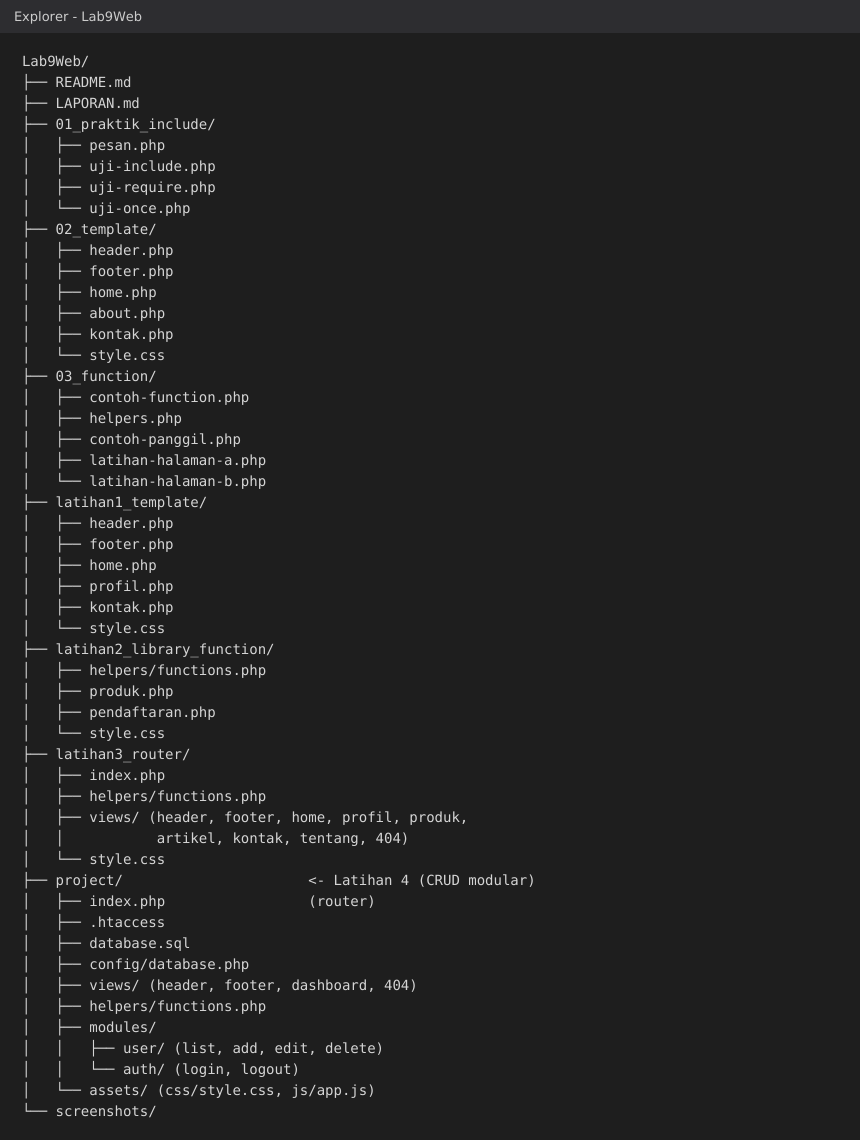 Explorer - Lab9Web
Lab9Web/
├── README.md
├── LAPORAN.md
├── 01_praktik_include/
│   ├── pesan.php
│   ├── uji-include.php
│   ├── uji-require.php
│   └── uji-once.php
├── 02_template/
│   ├── header.php
│   ├── footer.php
│   ├── home.php
│   ├── about.php
│   ├── kontak.php
│   └── style.css
├── 03_function/
│   ├── contoh-function.php
│   ├── helpers.php
│   ├── contoh-panggil.php
│   ├── latihan-halaman-a.php
│   └── latihan-halaman-b.php
├── latihan1_template/
│   ├── header.php
│   ├── footer.php
│   ├── home.php
│   ├── profil.php
│   ├── kontak.php
│   └── style.css
├── latihan2_library_function/
│   ├── helpers/functions.php
│   ├── produk.php
│   ├── pendaftaran.php
│   └── style.css
├── latihan3_router/
│   ├── index.php
│   ├── helpers/functions.php
│   ├── views/ (header, footer, home, profil, produk,
│   │           artikel, kontak, tentang, 404)
│   └── style.css
├── project/                      <- Latihan 4 (CRUD modular)
│   ├── index.php                 (router)
│   ├── .htaccess
│   ├── database.sql
│   ├── config/database.php
│   ├── views/ (header, footer, dashboard, 404)
│   ├── helpers/functions.php
│   ├── modules/
│   │   ├── user/ (list, add, edit, delete)
│   │   └── auth/ (login, logout)
│   └── assets/ (css/style.css, js/app.js)
└── screenshots/